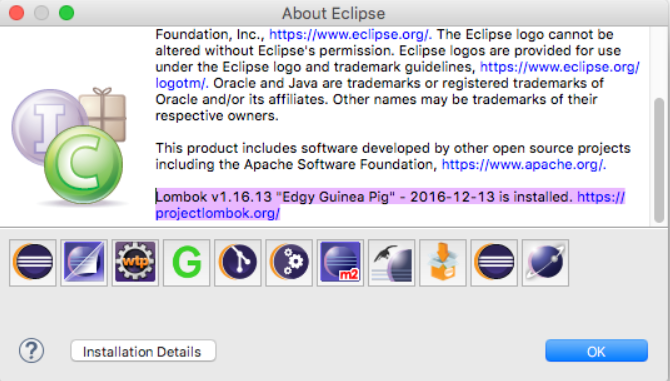 About Eclipse
Foundation, Inc., https://www.eclipse.org/. The Eclipse logo cannot be
altered without Eclipse's permission. Eclipse logos are provided for use
under the Eclipse logo and trademark guidelines, https://www.eclipse.org/
logotm/. Oracle and Java are trademarks or registered trademarks of
Oracle and/or its affiliates. Other names may be trademarks of their
respective owners.
This product includes software developed by other open source projects
including the Apache Software Foundation, https://www.apache.org/.
Lombok v1.16.13 "Edgy Guinea Pig" - 2016-12-13 is installed. https://
projectlombok.org/
I
C
wtp
G
m2
?
Installation Details
OK